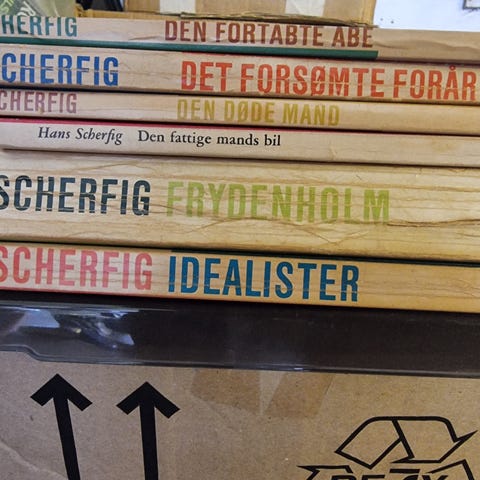 CHERFIG DEN FORTABTE ABE
SCHERFIG DET FORSØMTE FORÅR
SCHERFIG DEN DØDE MAND
Hans Scherfig Den fattige mands bil
SCHERFIG FRYDENHOLM
SCHERFIG IDEALISTER